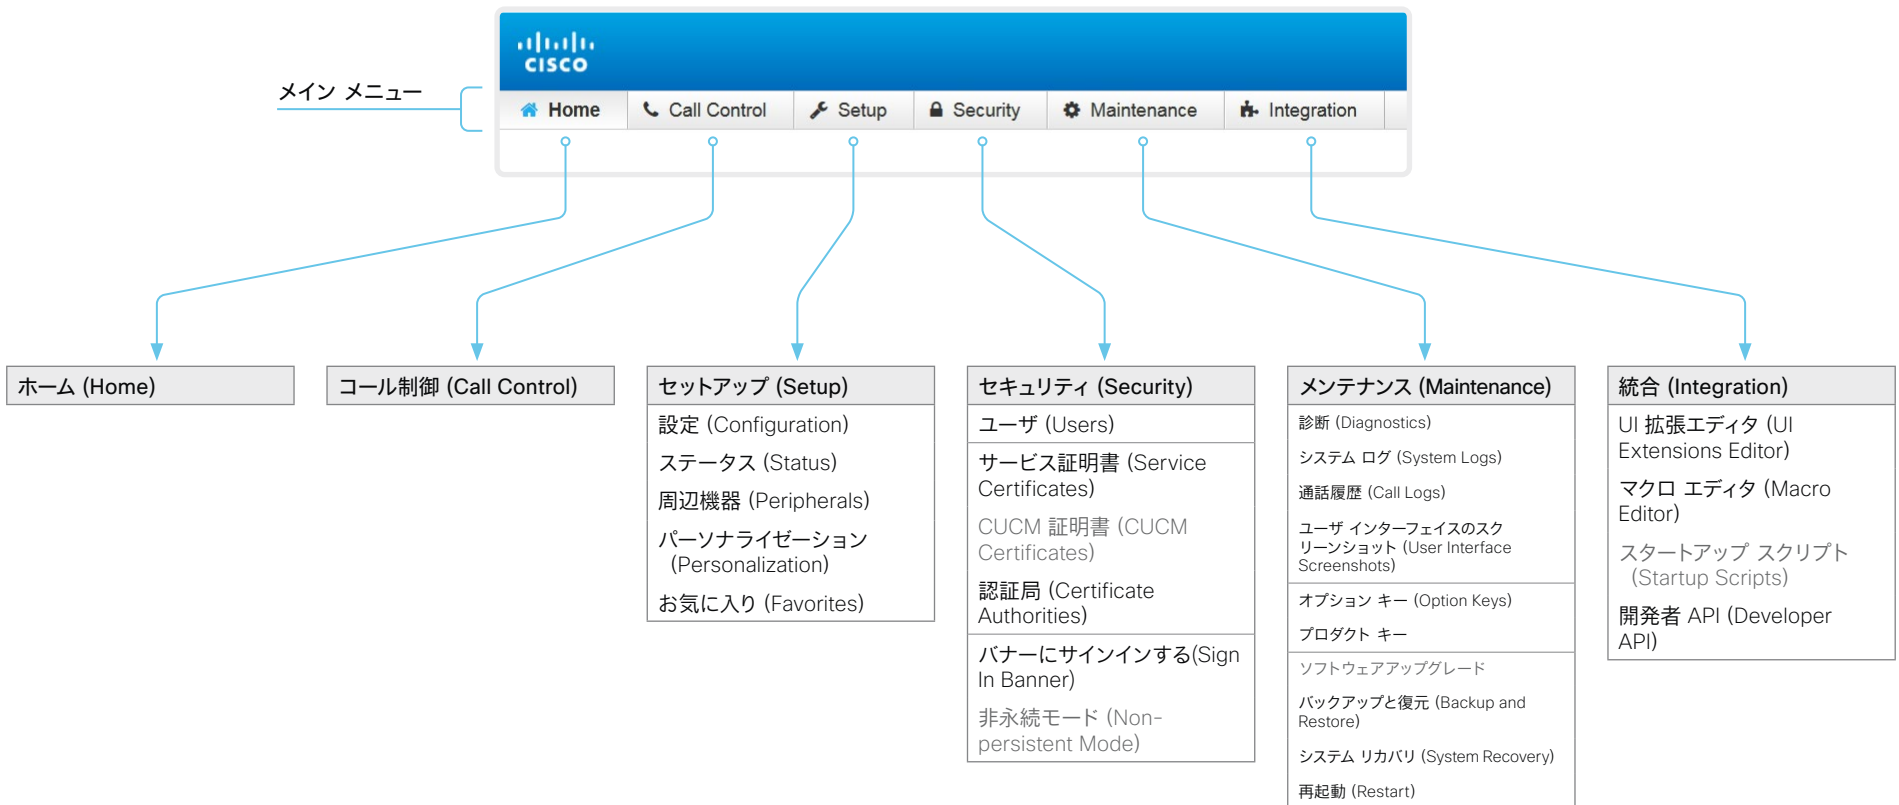 CISCO
メイン メニュー
Home
Call Control
Setup
Security
Maintenance
Integration
ホーム (Home)
コール制御 (Call Control)
セットアップ (Setup)
設定 (Configuration)
ステータス (Status)
周辺機器 (Peripherals)
パーソナライゼーション
(Personalization)
お気に入り (Favorites)
セキュリティ (Security)
ユーザ (Users)
サービス証明書 (Service
Certificates)
CUCM 証明書 (CUCM
Certificates)
認証局 (Certificate
Authorities)
バナーにサインインする(Sign
In Banner)
非永続モード (Non-
persistent Mode)
メンテナンス (Maintenance)
診断 (Diagnostics)
システム ログ (System Logs)
通話履歴 (Call Logs)
ユーザ インターフェイスのスク
リーンショット (User Interface
Screenshots)
オプション キー (Option Keys)
プロダクト キー
ソフトウェアアップグレード
バックアップと復元 (Backup and
Restore)
システム リカバリ (System Recovery)
再起動 (Restart)
統合 (Integration)
UI 拡張エディタ (UI
Extensions Editor)
マクロ エディタ (Macro
Editor)
スタートアップ スクリプト
(Startup Scripts)
開発者 API (Developer
API)